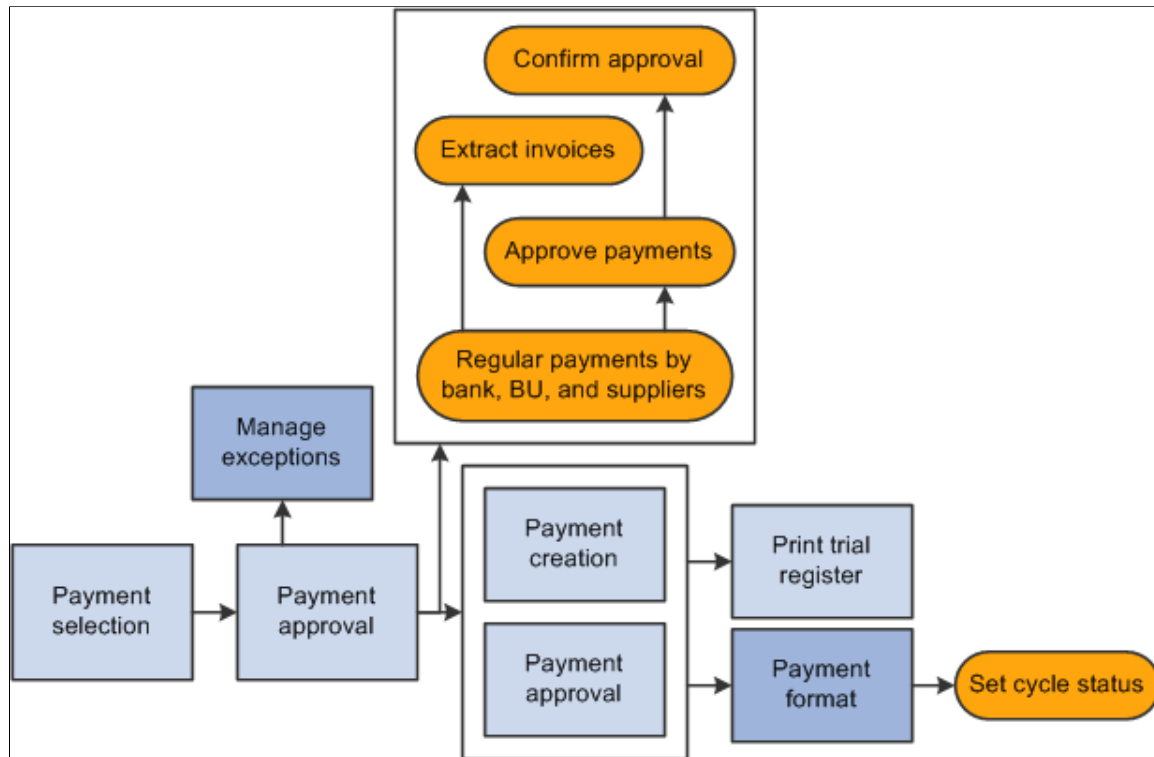 Confirm approval
Extract invoices
Approve payments
Regular payments by
bank, BU, and suppliers
Manage
exceptions
Payment
selection
Payment
approval
Payment
creation
Payment
approval
Print trial
register
Payment
format
Set cycle status